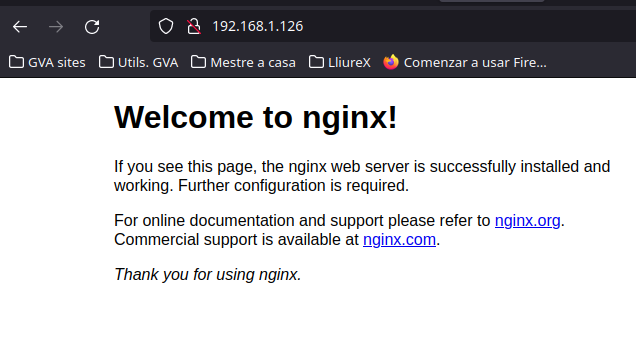 192.168.1.126
GVA sites Utils. GVA Mestre a casa LliureX Comenzar a usar Fire...
Welcome to nginx!
If you see this page, the nginx web server is successfully installed and
working. Further configuration is required.
For online documentation and support please refer to nginx.org.
Commercial support is available at nginx.com.
Thank you for using nginx.